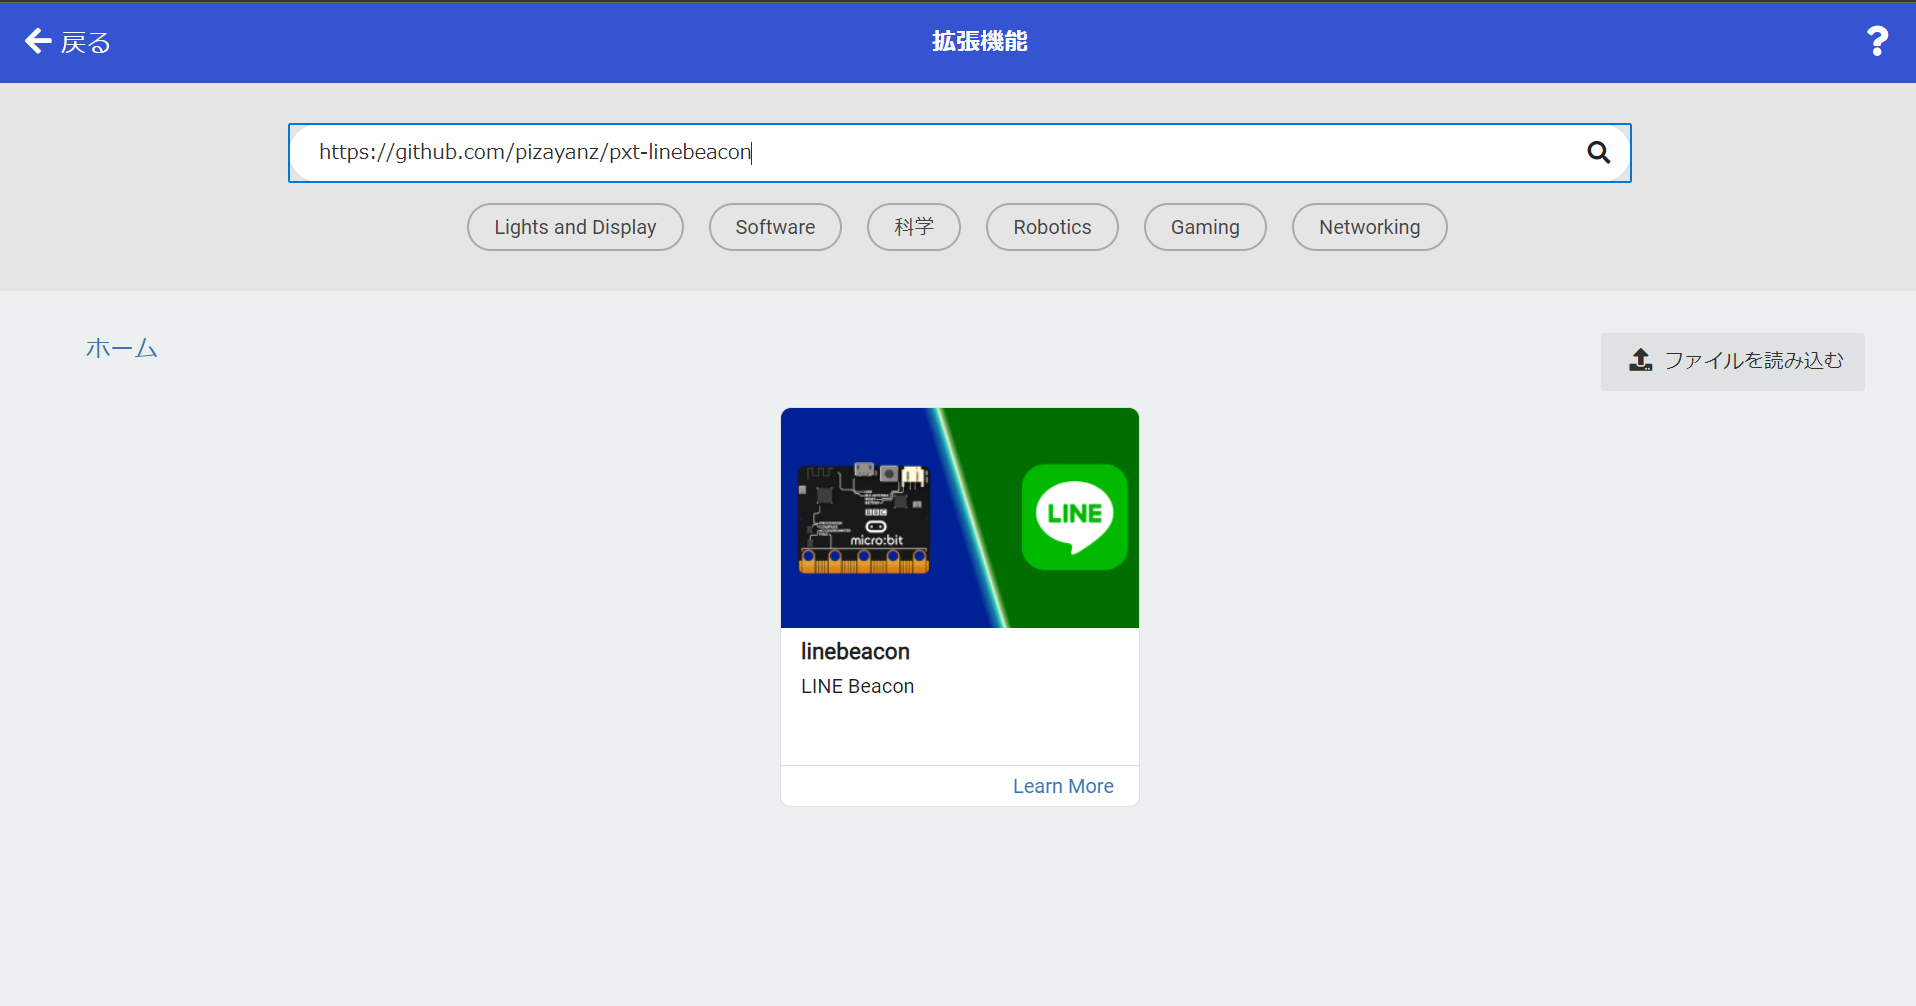 戻る
拡張機能
?
https://github.com/pizayanz/pxt-linebeacon
Lights and Display
Software
科学
Robotics
Gaming
Networking
ホーム
ファイルを読み込む
BBC
micro:bit
LINE
linebeacon
LINE Beacon
Learn More